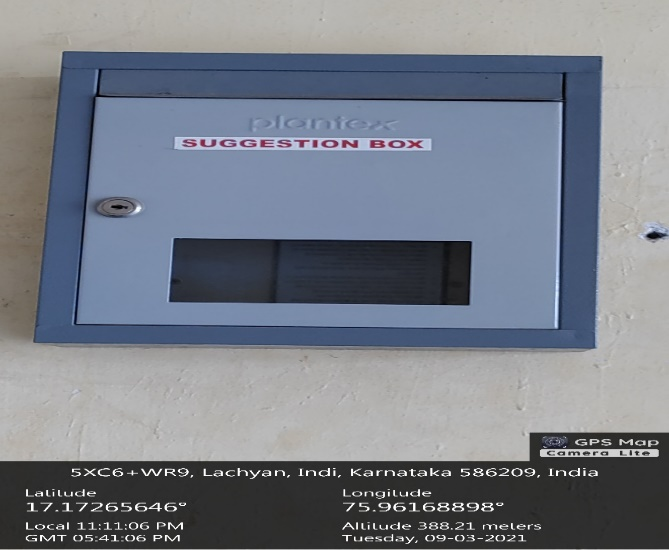 plantex
SUGGESTION BOX
GPS Map
Camera Lite
5XC6+WR9, Lachyan, Indi, Karnataka 586209, India
Latitude
17.17265646°
Longitude
75.96168898°
Local 11:11:06 PM
GMT 05:41:06 PM
Altitude 388.21 meters
Tuesday, 09-03-2021